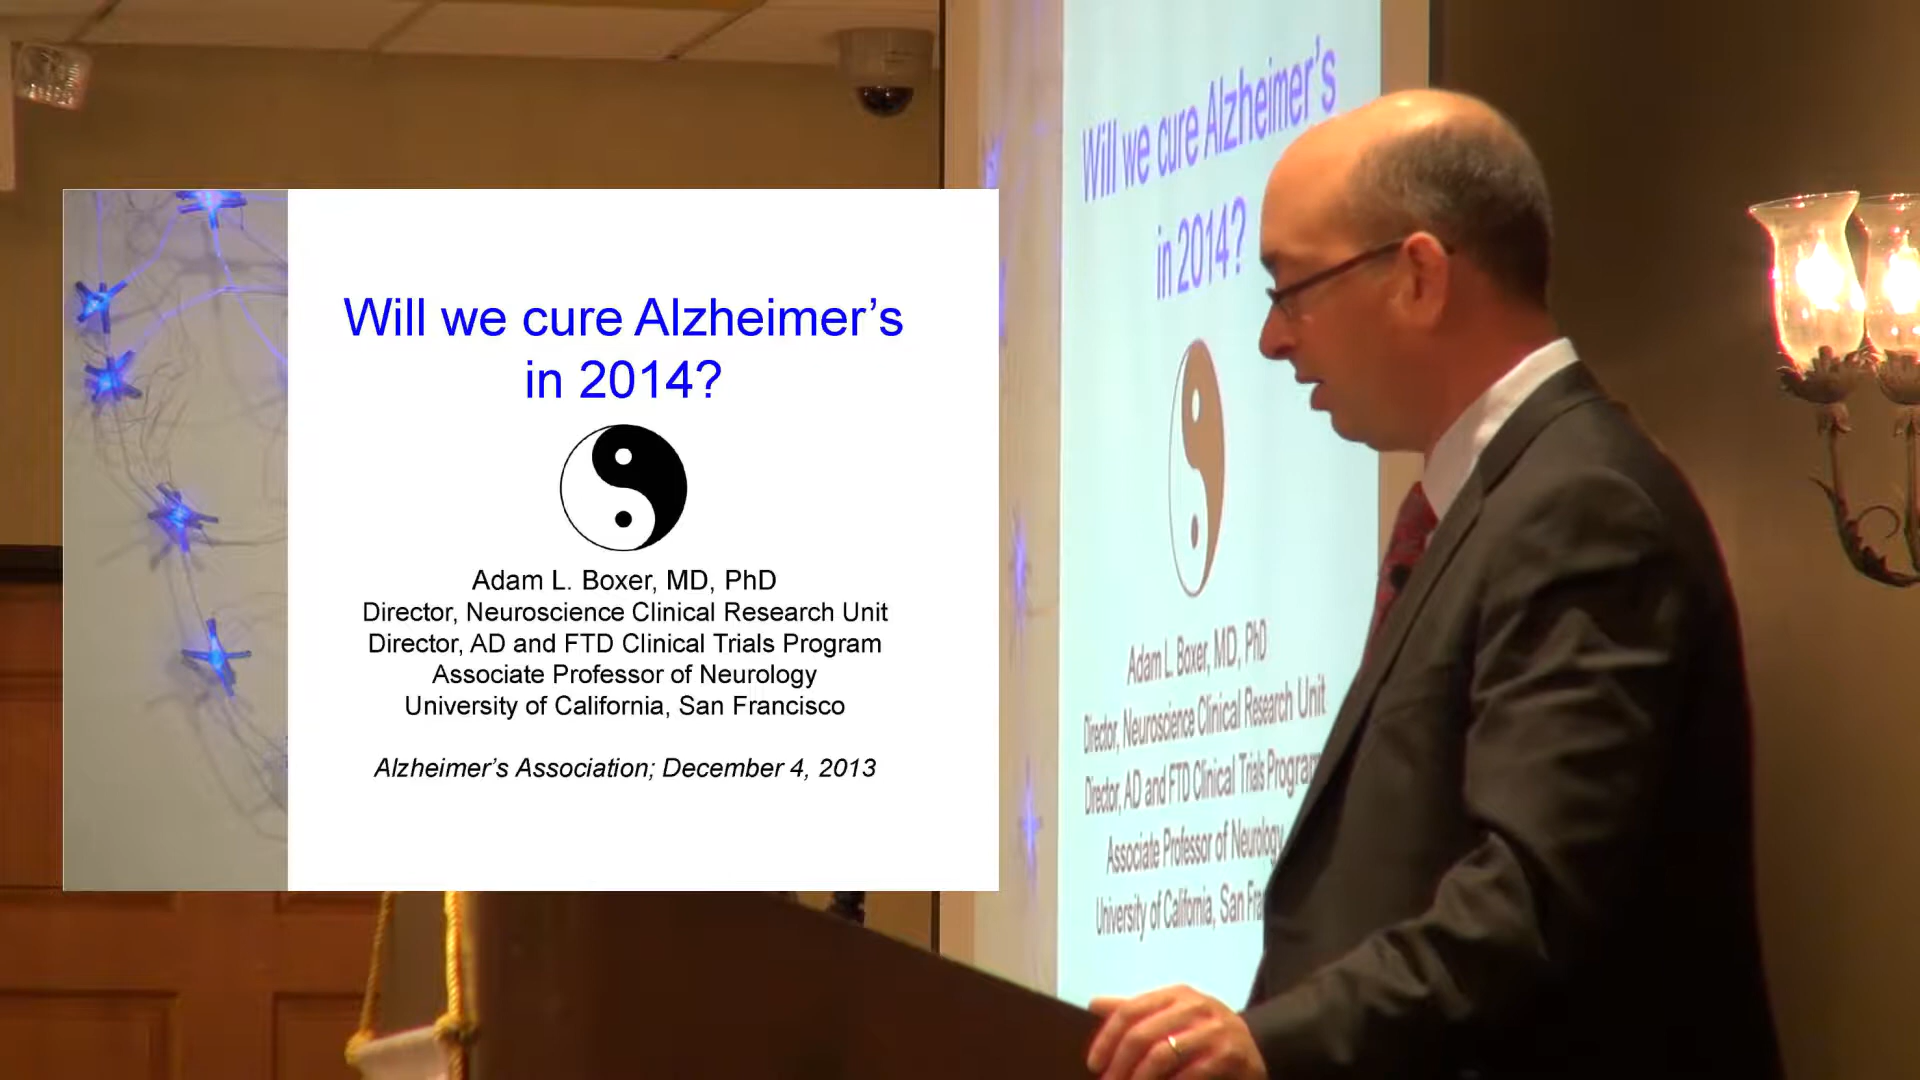 Will we cure Alzheimer's
in 2014?
Adam L. Boxer, MD, PhD
Director, Neuroscience Clinical Research Unit
Director, AD and FTD Clinical Trials Program
Associate Professor of Neurology
University of California, San Francisco
Alzheimer's Association; December 4, 2013
Will we cure Alzheimer's
in 2014?
Adam L. Boxer, MD, PhD
Director, Neuroscience Clinical Research Unit
Director, AD and FTD Clinical Trials Program
Associate Professor of Neurology
University of California, San Fra